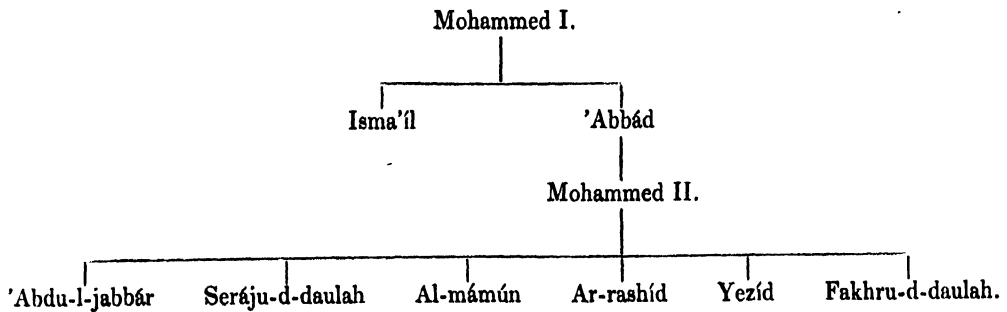 Mohammed I.
Isma'íl 'Abbád
Mohammed II.
'Abdu-l-jabbár Seráju-d-daulah Al-mámún Ar-rashíd Yezíd Fakhru-d-daulah.